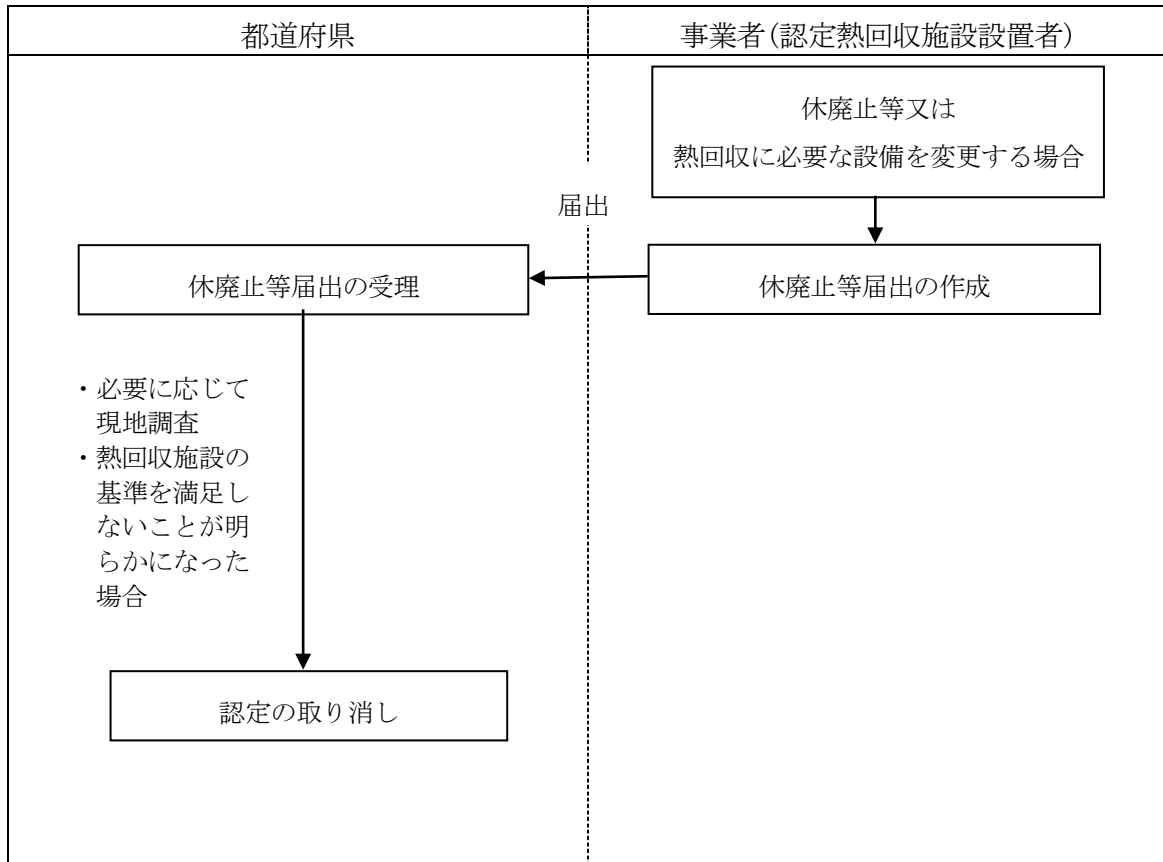 都道府県
事業者(認定熱回収施設設置者)
休廃止等又は
熱回収に必要な設備を変更する場合
届出
休廃止等届出の受理
休廃止等届出の作成
・必要に応じて
現地調査
・熱回収施設の
基準を満足し
ないことが明
らかになった
場合
認定の取り消し